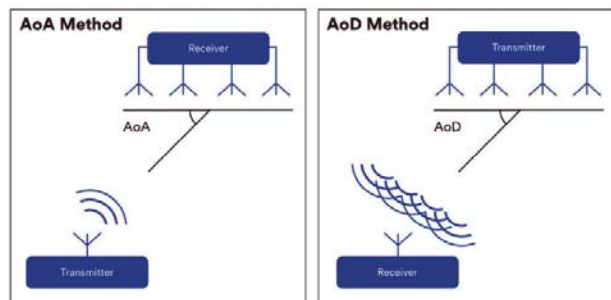 AoA Method
Receiver
AoA
Transmitter
AoD Method
Transmitter
AoD
Receiver